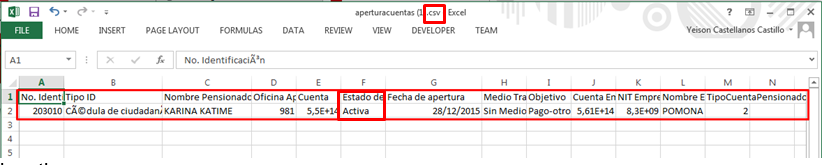 aperturacuentas (1).csv - Excel
FILE HOME INSERT PAGE LAYOUT FORMULAS DATA REVIEW VIEW DEVELOPER TEAM Yeison Castellanos Castillo
A1 fx No. IdentificaciÃ³n
A B C D E F G H I J K L M N
1 No. Identi Tipo ID Nombre Pensionado Oficina Ap Cuenta Estado de Fecha de apertura Medio Tra Objetivo Cuenta En NIT Empre Nombre E TipoCuentaPensionado
2 203010 CÃ©dula de ciudadan KARINA KATIME 981 5,5E+14 Activa 28/12/2015 Sin Medio Pago-otro 5,61E+14 8,3E+09 POMONA 2